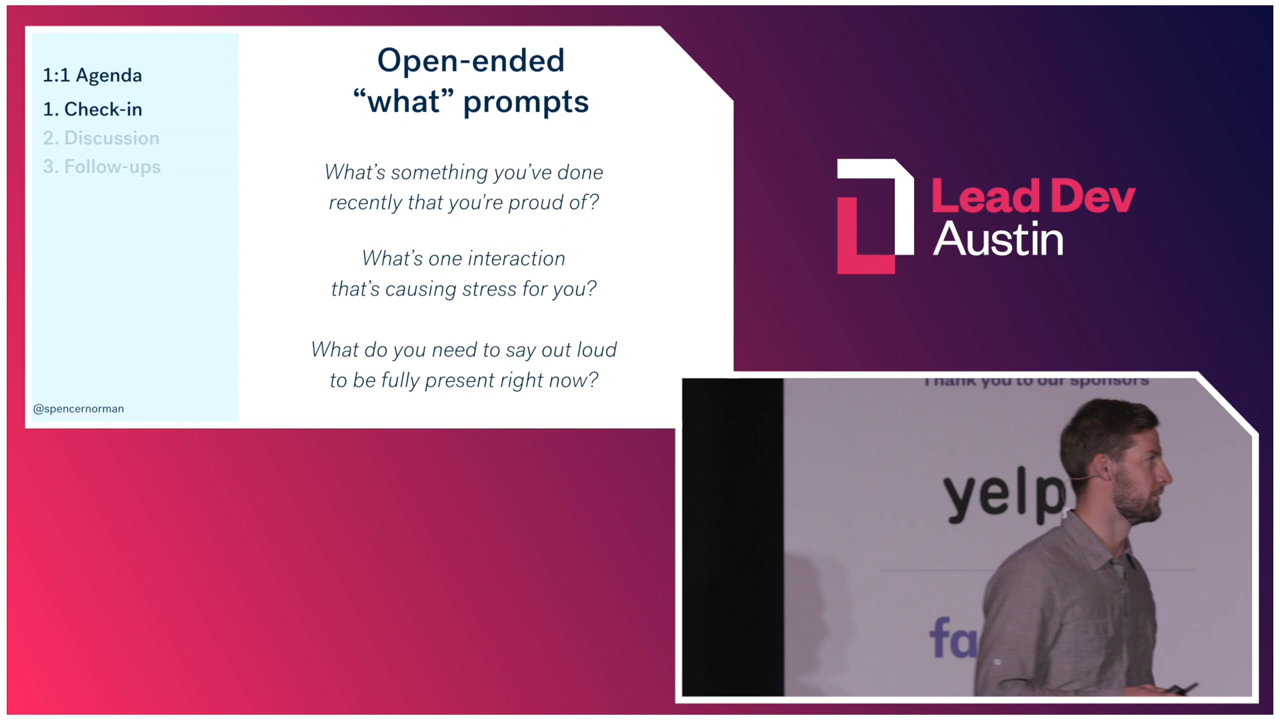 1:1 Agenda
1. Check-in
2. Discussion
3. Follow-ups
@spencernorman
Open-ended
“what” prompts
What’s something you’ve done
recently that you're proud of?
What’s one interaction
that’s causing stress for you?
What do you need to say out loud
to be fully present right now?
Lead Dev
Austin
Thank you to our sponsors
yelp
fa